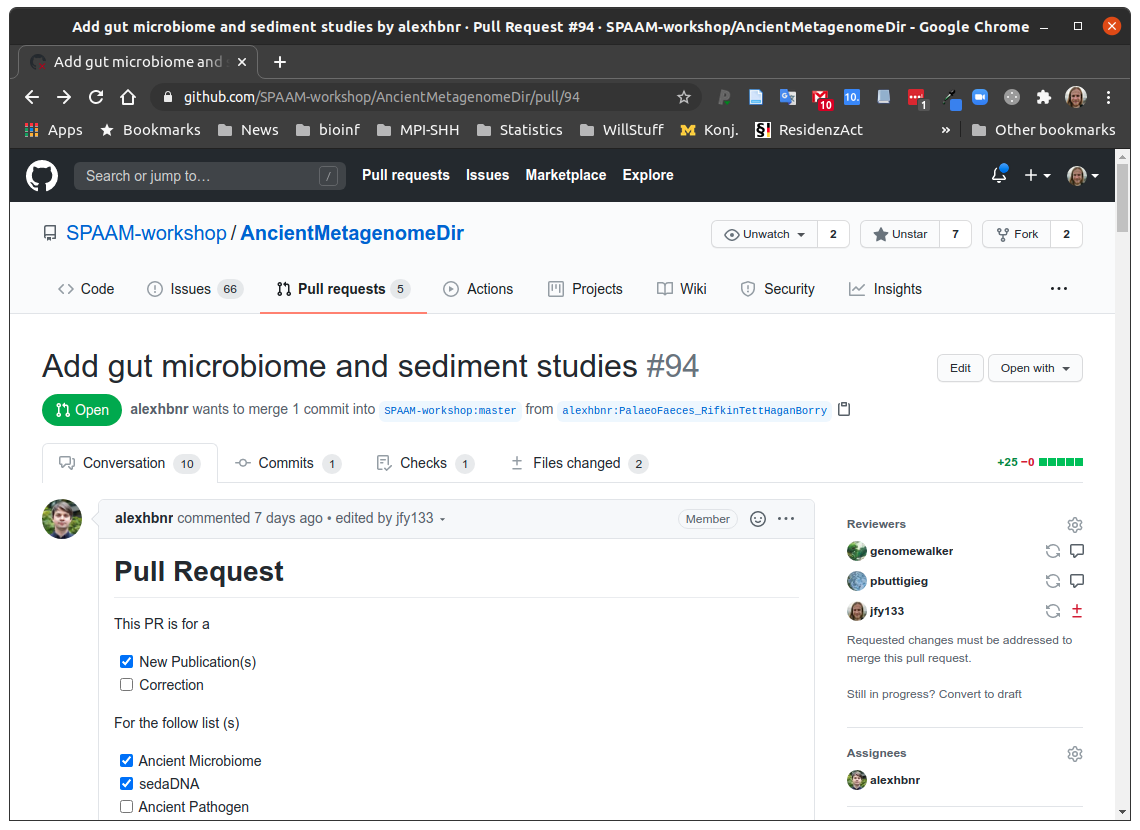 Add gut microbiome and sediment studies by alexhbnr · Pull Request #94 · SPAAM-workshop/AncientMetagenomeDir - Google Chrome
Add gut microbiome and
github.com/SPAAM-workshop/AncientMetagenomeDir/pull/94
10
10.
1
Apps Bookmarks News bioinf MPI-SHH Statistics WillStuff Konj. ResidenzAct » Other bookmarks
Search or jump to… / Pull requests Issues Marketplace Explore
SPAAM-workshop / AncientMetagenomeDir Unwatch 2 Unstar 7 Fork 2
Code Issues 66 Pull requests 5 Actions Projects Wiki Security Insights
Add gut microbiome and sediment studies #94 Edit Open with
Open alexhbnr wants to merge 1 commit into SPAAM-workshop:master from alexhbnr:PalaeoFaeces_RifkinTettHaganBorry
Conversation 10 Commits 1 Checks 1 Files changed 2 +25 −0
alexhbnr commented 7 days ago • edited by jfy133 Member
Pull Request
This PR is for a
New Publication(s)
Correction
For the follow list (s)
Ancient Microbiome
sedaDNA
Ancient Pathogen
Reviewers
genomewalker
pbuttigieg
jfy133
Requested changes must be addressed to
merge this pull request.
Still in progress? Convert to draft
Assignees
alexhbnr